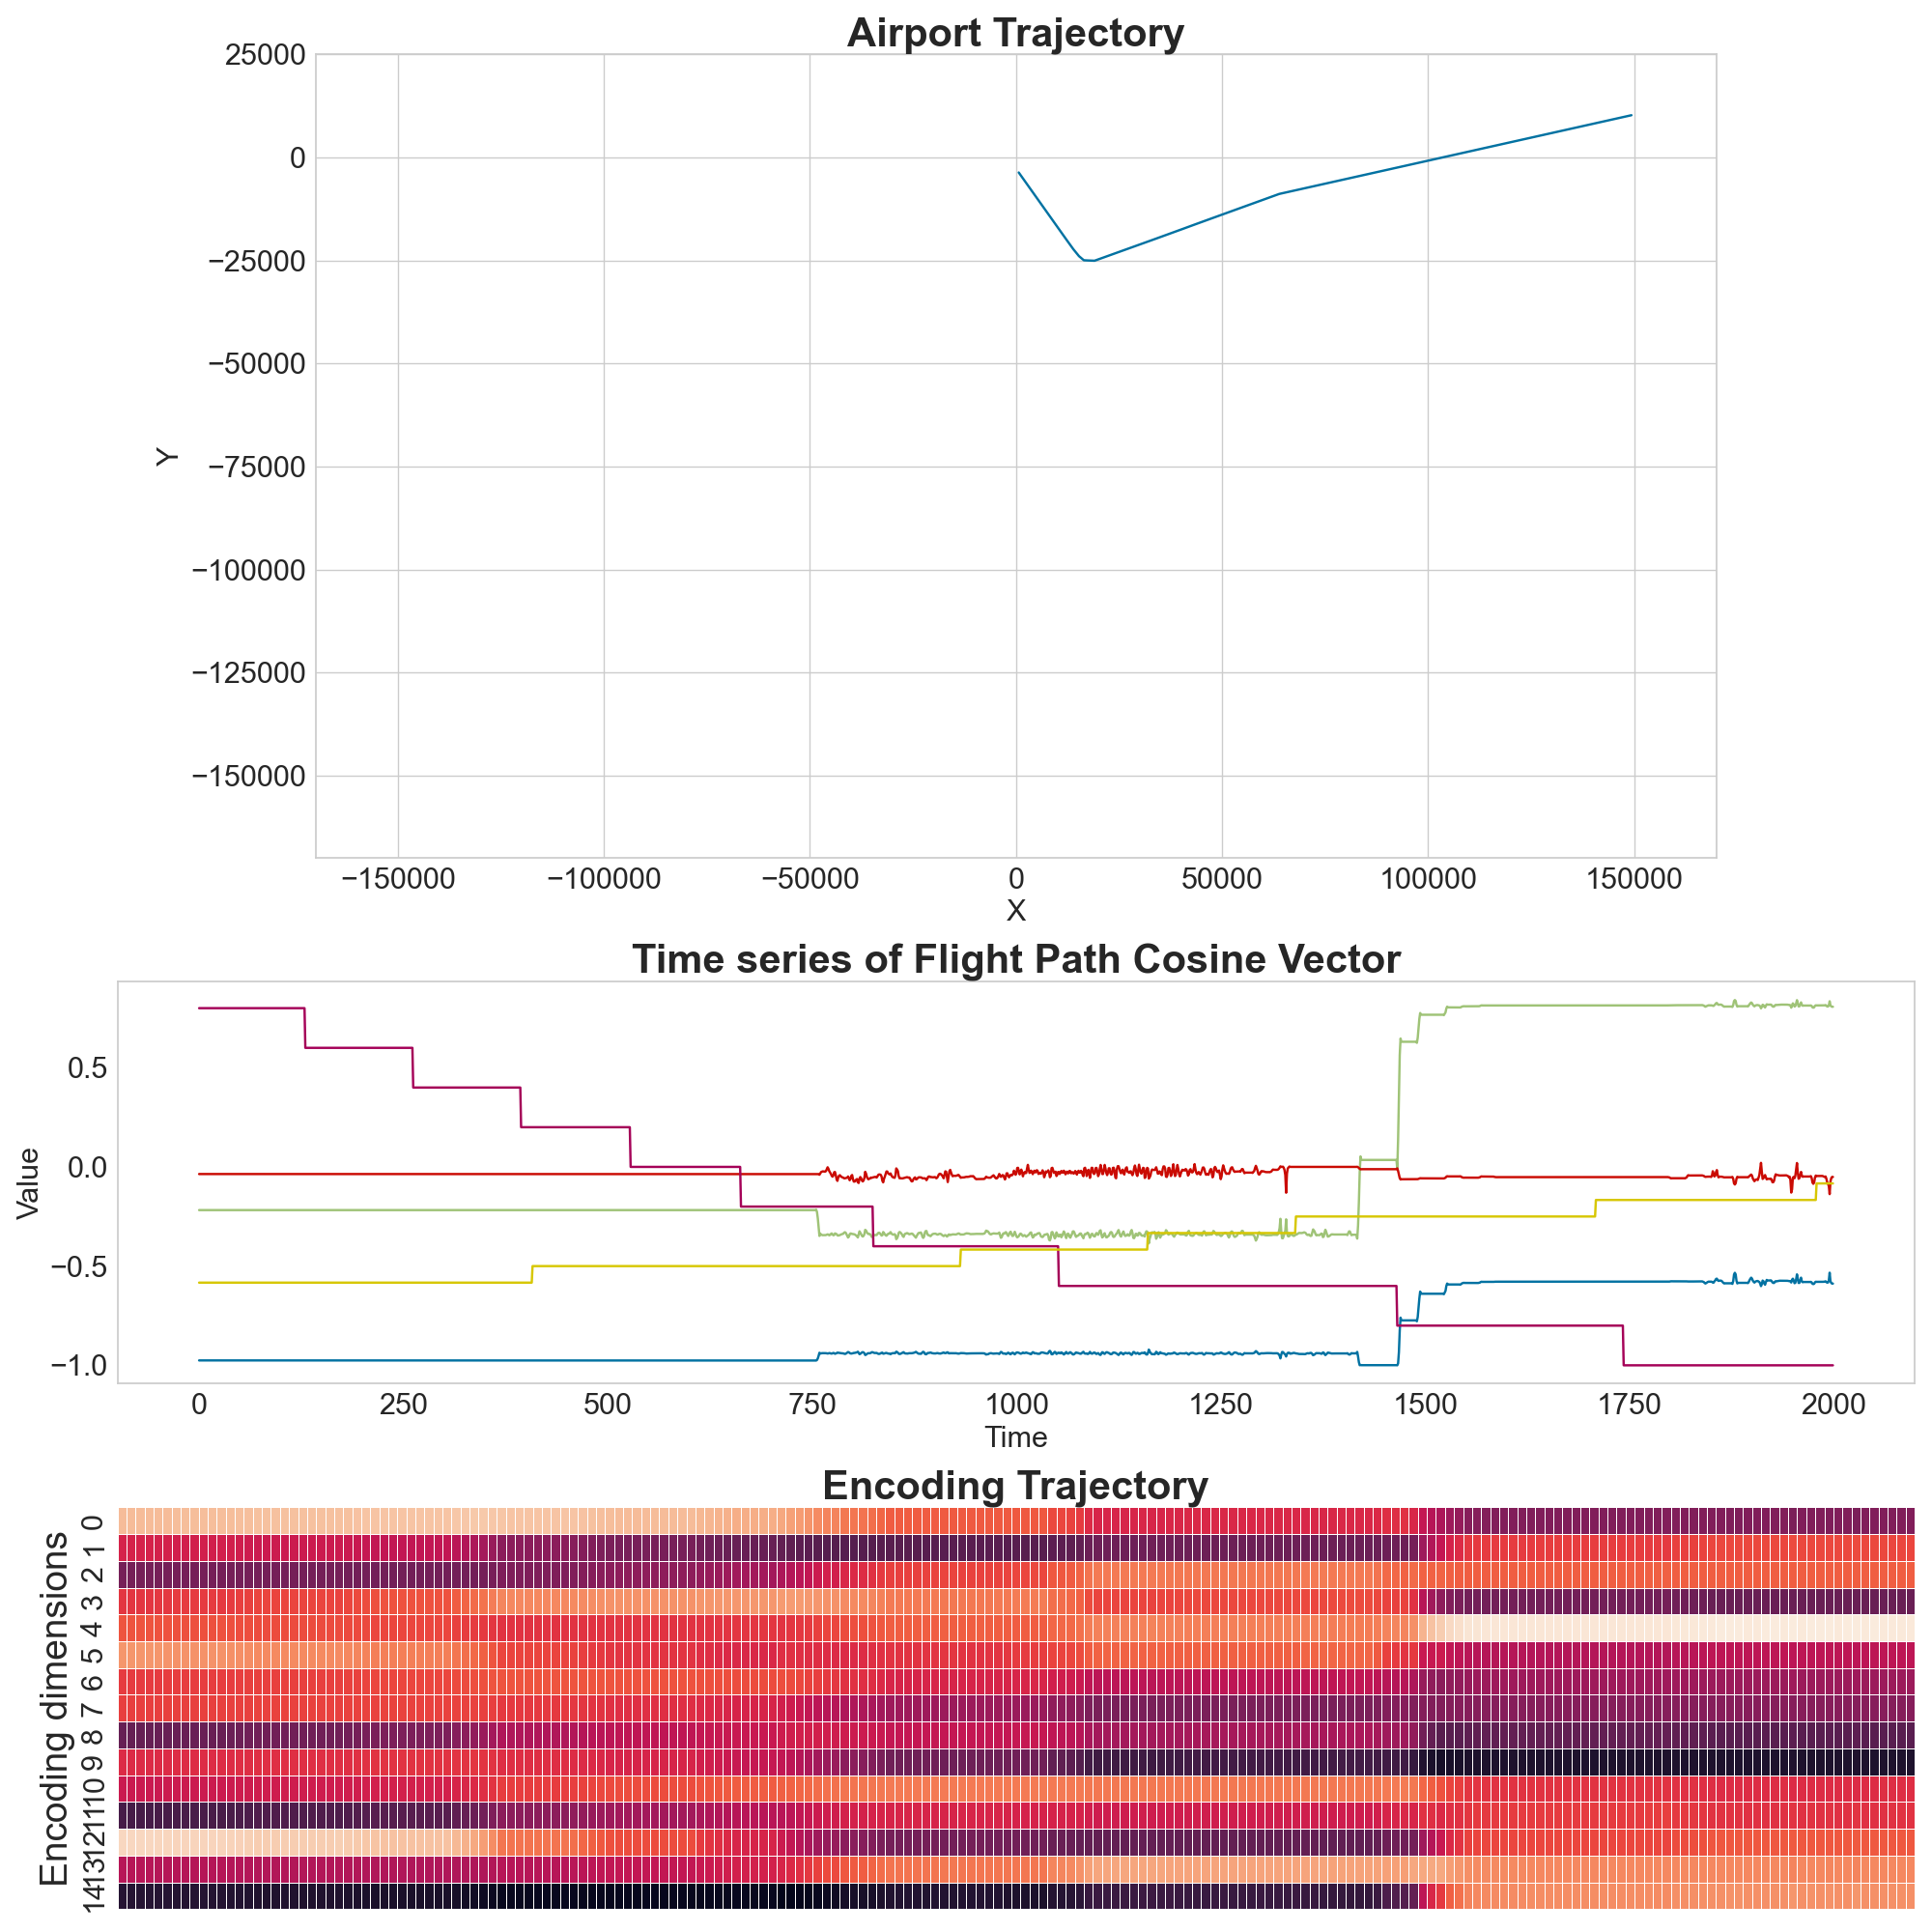 Airport Trajectory
25000
0
−25000
−50000
−75000
−100000
−125000
−150000
Y
−150000 −100000 −50000 0 50000 100000 150000
X
Time series of Flight Path Cosine Vector
0.5
0.0
−0.5
−1.0
Value
0 250 500 750 1000 1250 1500 1750 2000
Time
Encoding Trajectory
Encoding dimensions
0
1
2
3
4
5
6
7
8
9
10
11
12
13
14